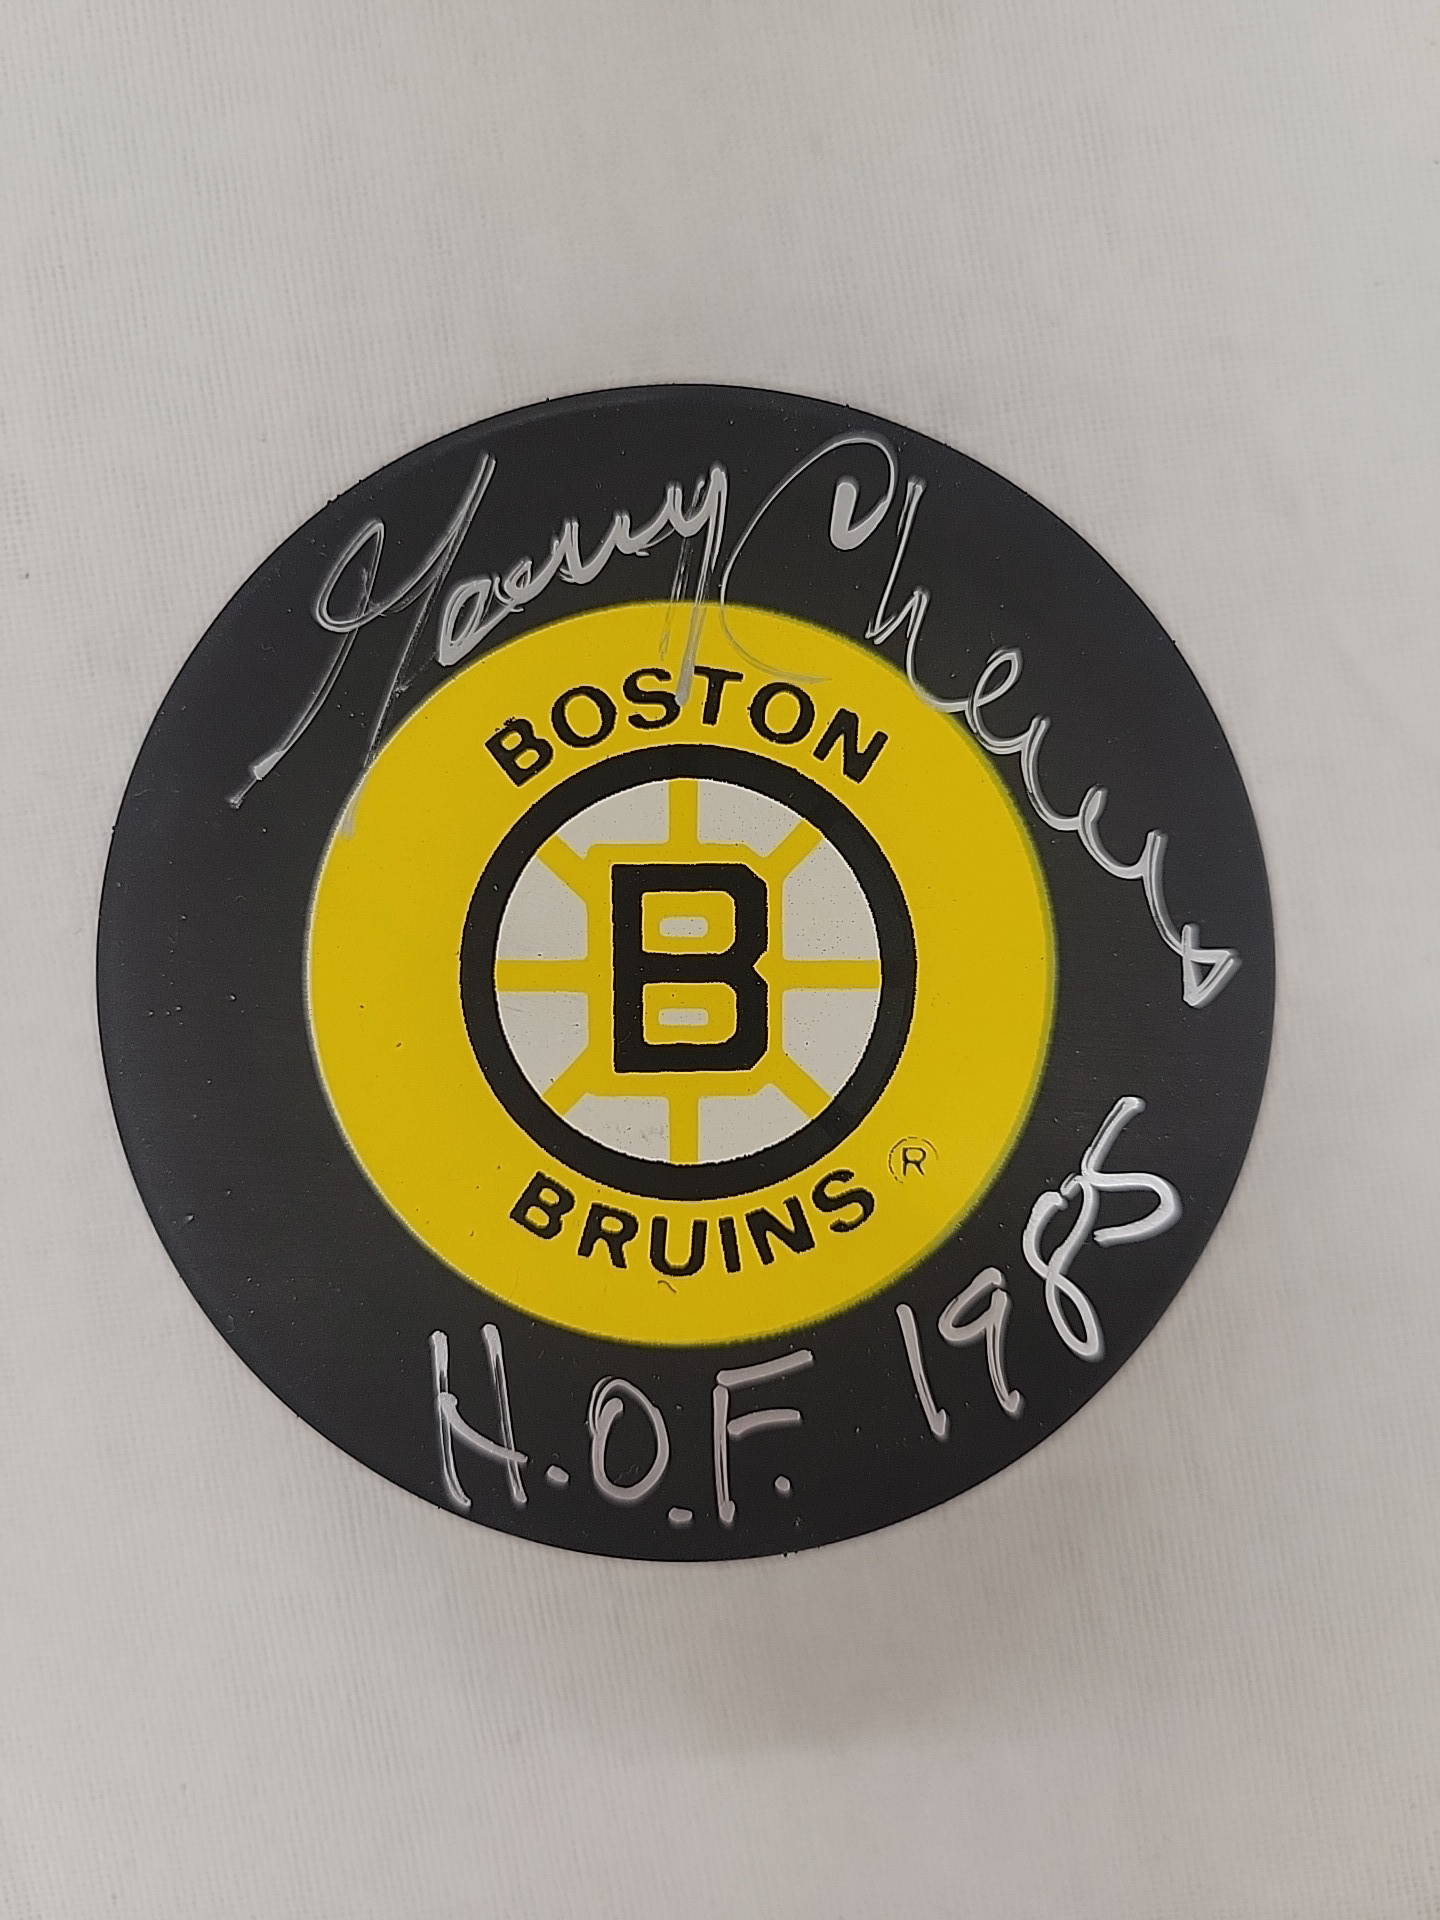 Gerry Cheevers
BOSTON
B
BRUINS ®
H.O.F. 1985